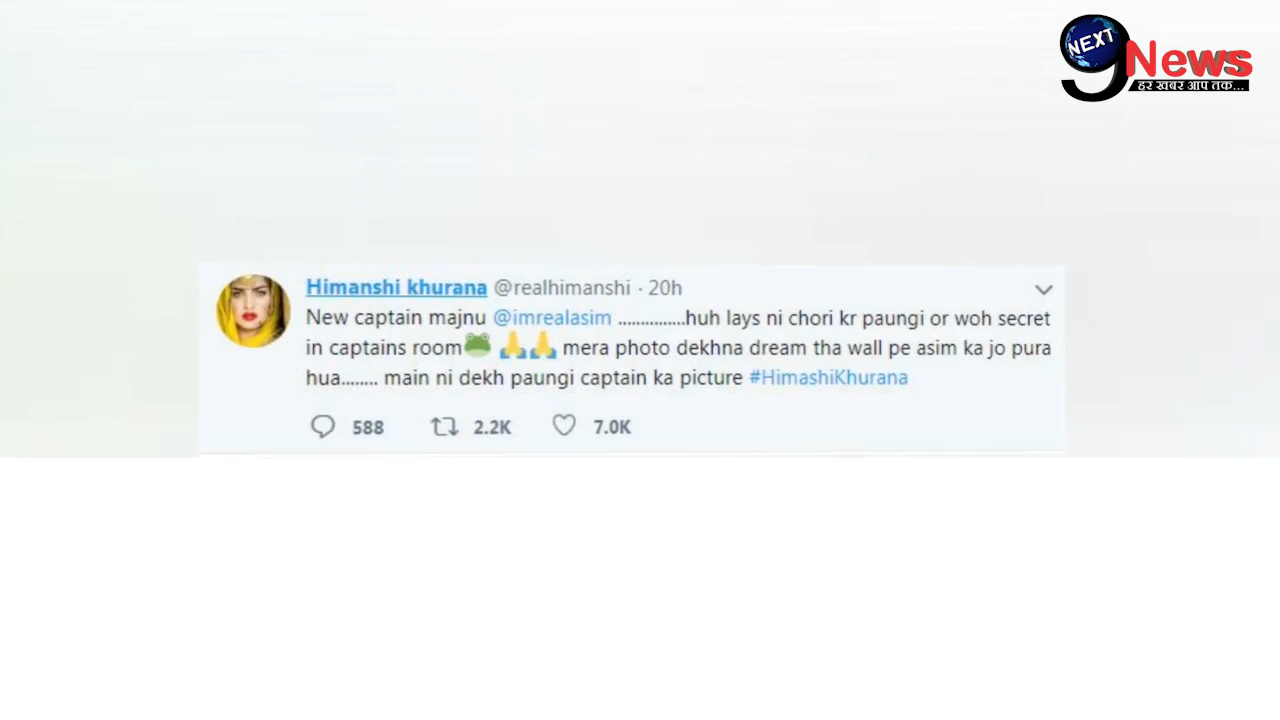 NEXT
9 News
हर खबर आप तक...
Himanshi khurana @realhimanshi · 20h
New captain majnu @imrealasim ...............huh lays ni chori kr paungi or woh secret
in captains room🐸 🙏🙏 mera photo dekhna dream tha wall pe asim ka jo pura
hua........ main ni dekh paungi captain ka picture #HimashiKhurana
588 2.2K 7.0K